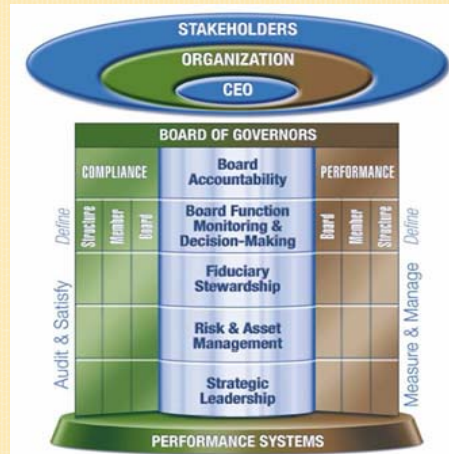 STAKEHOLDERS
ORGANIZATION
CEO
BOARD OF GOVERNORS
COMPLIANCE
Board
Accountability
PERFORMANCE
Define
Structure
Member
Board
Board Function
Monitoring &
Decision-Making
Board
Member
Structure
Define
Audit & Satisfy
Fiduciary
Stewardship
Risk & Asset
Management
Strategic
Leadership
Measure & Manage
PERFORMANCE SYSTEMS